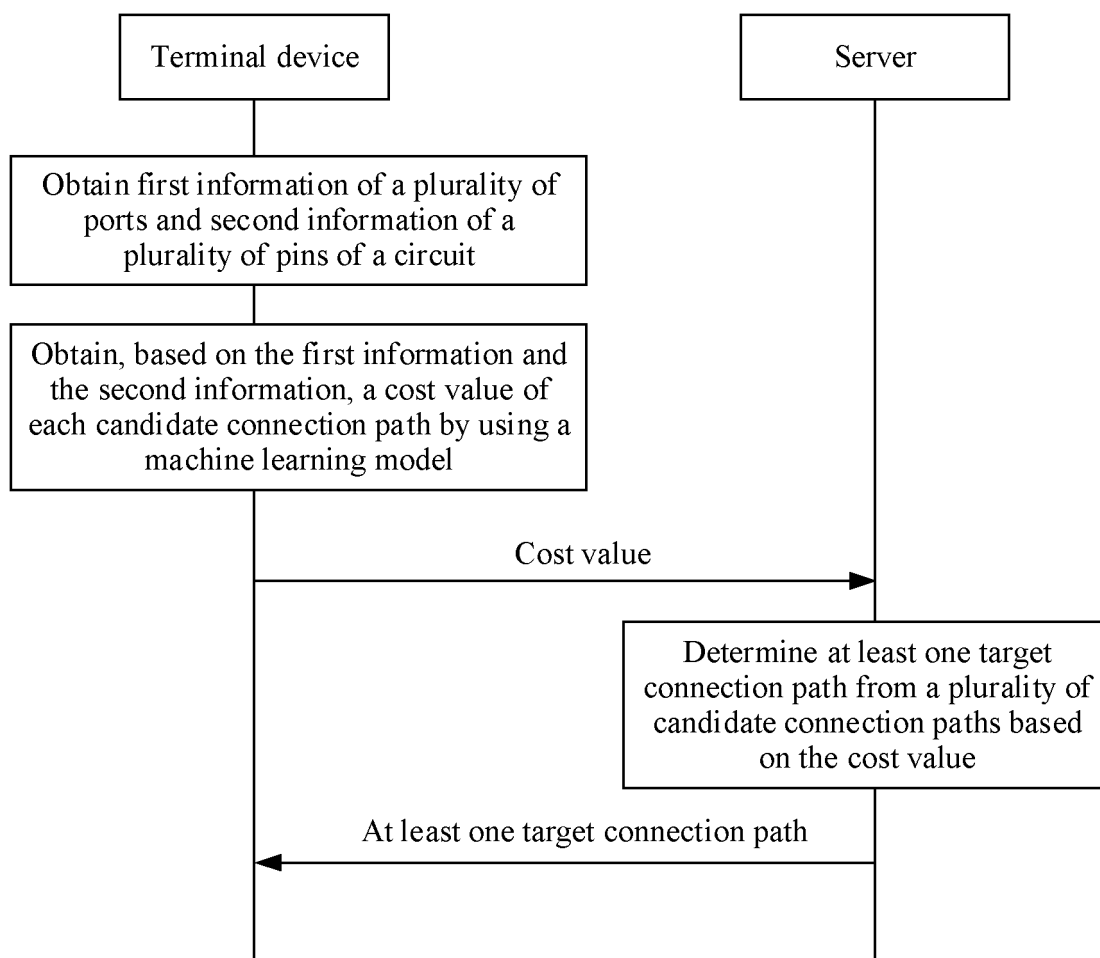 Terminal device
Server
Obtain first information of a plurality of
ports and second information of a
plurality of pins of a circuit
Obtain, based on the first information and
the second information, a cost value of
each candidate connection path by using a
machine learning model
Cost value
Determine at least one target
connection path from a plurality of
candidate connection paths based
on the cost value
At least one target connection path